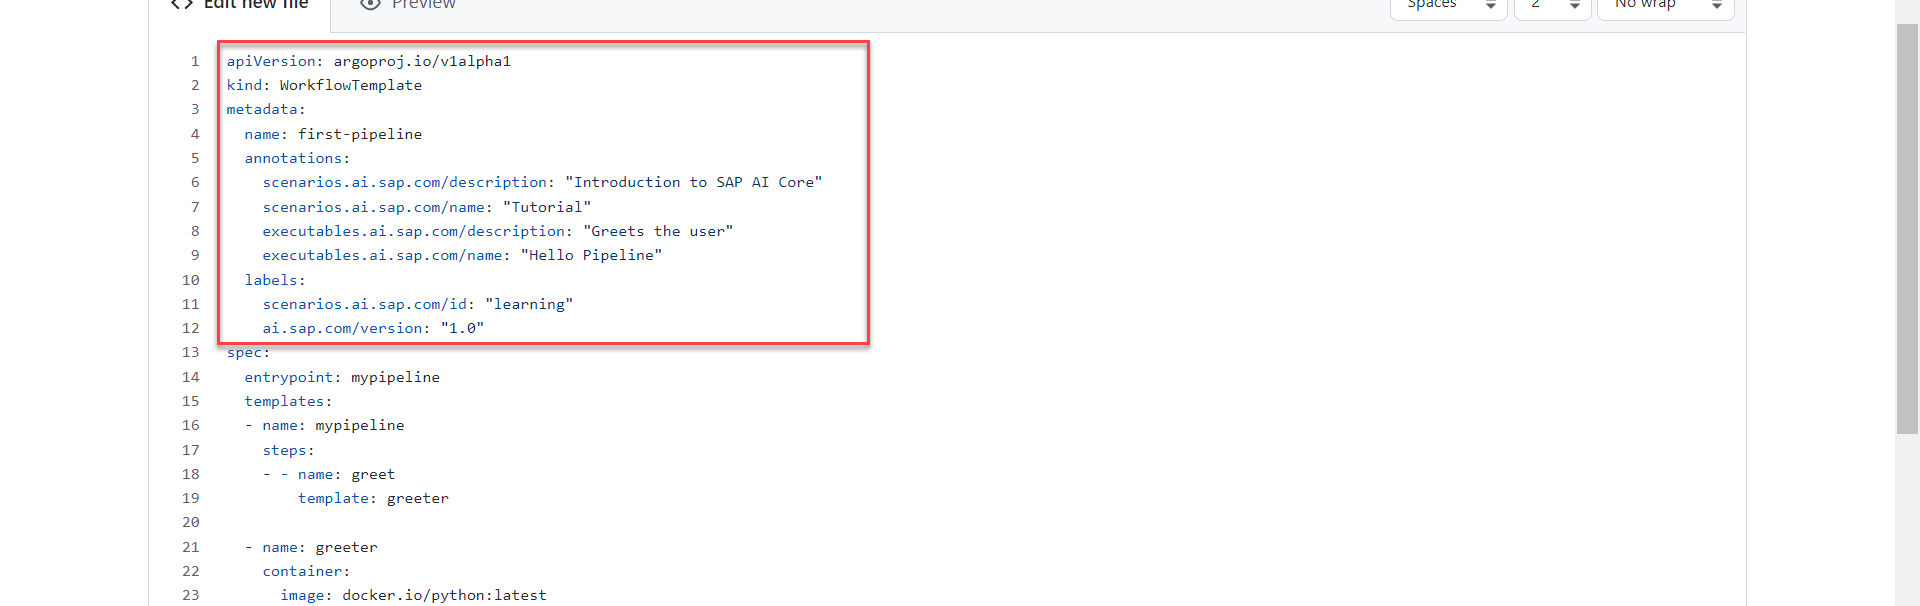 <> Edit new file Preview Spaces 2 No wrap
1 apiVersion: argoproj.io/v1alpha1
2 kind: WorkflowTemplate
3 metadata:
4   name: first-pipeline
5   annotations:
6     scenarios.ai.sap.com/description: "Introduction to SAP AI Core"
7     scenarios.ai.sap.com/name: "Tutorial"
8     executables.ai.sap.com/description: "Greets the user"
9     executables.ai.sap.com/name: "Hello Pipeline"
10   labels:
11     scenarios.ai.sap.com/id: "learning"
12     ai.sap.com/version: "1.0"
13 spec:
14   entrypoint: mypipeline
15   templates:
16   - name: mypipeline
17     steps:
18     - - name: greet
19         template: greeter
20
21   - name: greeter
22     container:
23       image: docker.io/python:latest